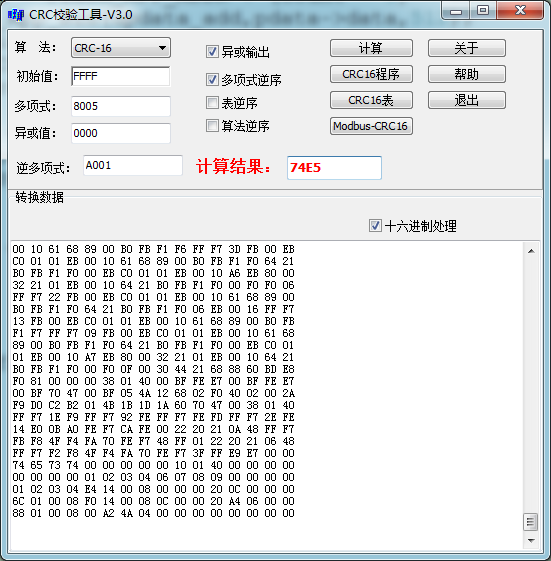 CRC校验工具-V3.0
算 法： CRC-16
初始值： FFFF
多项式： 8005
异或值： 0000
逆多项式： A001
异或输出
多项式逆序
表逆序
算法逆序
计算 关于
CRC16程序 帮助
CRC16表 退出
Modbus-CRC16
计算结果： 74E5
转换数据
十六进制处理
00 10 61 68 89 00 B0 FB F1 F6 FF F7 3D FB 00 EB
C0 01 01 EB 00 10 61 68 89 00 B0 FB F1 F0 64 21
B0 FB F1 F0 00 EB C0 01 01 EB 00 10 A6 EB 80 00
32 21 01 EB 00 10 64 21 B0 FB F1 F0 00 F0 F0 06
FF F7 22 FB 00 EB C0 01 01 EB 00 10 61 68 89 00
B0 FB F1 F0 64 21 B0 FB F1 F0 06 EB 00 16 FF F7
13 FB 00 EB C0 01 01 EB 00 10 61 68 89 00 B0 FB
F1 F7 FF F7 09 FB 00 EB C0 01 01 EB 00 10 61 68
89 00 B0 FB F1 F0 64 21 B0 FB F1 F0 00 EB C0 01
01 EB 00 10 A7 EB 80 00 32 21 01 EB 00 10 64 21
B0 FB F1 F0 00 F0 0F 00 30 44 21 68 88 60 BD E8
F0 81 00 00 00 38 01 40 00 BF FE E7 00 BF FE E7
00 BF 70 47 00 BF 05 4A 12 68 02 F0 40 02 00 2A
F9 D0 C2 B2 01 4B 1B 1D 1A 60 70 47 00 38 01 40
FF F7 1E F9 FF F7 92 FE FF F7 FE FD FF F7 2E FE
14 E0 0B A0 FE F7 CA FE 00 22 20 21 0A 48 FF F7
FB F8 4F F4 FA 70 FE F7 48 FF 01 22 20 21 06 48
FF F7 F2 F8 4F F4 FA 70 FE F7 3F FF E9 E7 00 00
74 65 73 74 00 00 00 00 00 10 01 40 00 00 00 00
00 00 00 00 01 02 03 04 06 07 08 09 00 00 00 00
01 02 03 04 E4 14 00 08 00 00 00 20 0C 00 00 00
6C 01 00 08 F0 14 00 08 0C 00 00 20 A4 06 00 00
88 01 00 08 00 A2 4A 04 00 00 00 00 00 00 00 00